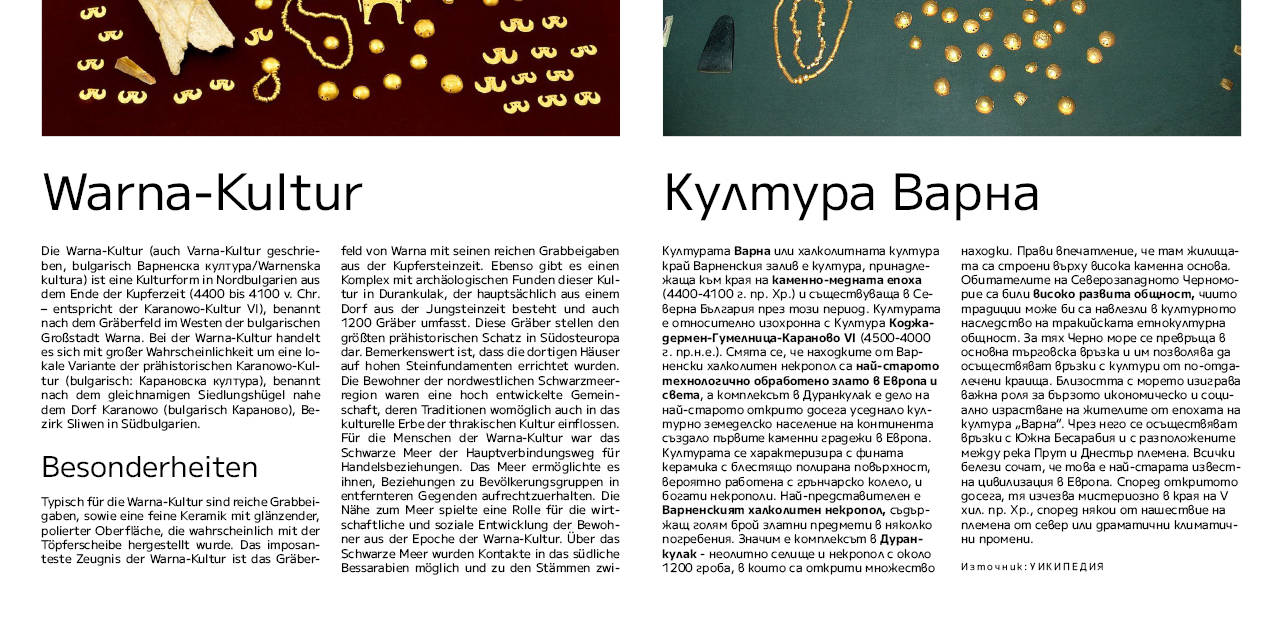 Warna-Kultur
Die Warna-Kultur (auch Varna-Kultur geschrie-
ben, bulgarisch Варненска култура/Warnenska
kultura) ist eine Kulturform in Nordbulgarien aus
dem Ende der Kupferzeit (4400 bis 4100 v. Chr.
– entspricht der Karanowo-Kultur VI), benannt
nach dem Gräberfeld im Westen der bulgarischen
Großstadt Warna. Bei der Warna-Kultur handelt
es sich mit großer Wahrscheinlichkeit um eine lo-
kale Variante der prähistorischen Karanowo-Kul-
tur (bulgarisch: Карановска култура), benannt
nach dem gleichnamigen Siedlungshügel nahe
dem Dorf Karanowo (bulgarisch Караново), Be-
zirk Sliwen in Südbulgarien.
Besonderheiten
Typisch für die Warna-Kultur sind reiche Grabbei-
gaben, sowie eine feine Keramik mit glänzender,
polierter Oberfläche, die wahrscheinlich mit der
Töpferscheibe hergestellt wurde. Das imposan-
teste Zeugnis der Warna-Kultur ist das Gräber-
feld von Warna mit seinen reichen Grabbeigaben
aus der Kupfersteinzeit. Ebenso gibt es einen
Komplex mit archäologischen Funden dieser Kul-
tur in Durankulak, der hauptsächlich aus einem
Dorf aus der Jungsteinzeit besteht und auch
1200 Gräber umfasst. Diese Gräber stellen den
größten prähistorischen Schatz in Südosteuropa
dar. Bemerkenswert ist, dass die dortigen Häuser
auf hohen Steinfundamenten errichtet wurden.
Die Bewohner der nordwestlichen Schwarzmeer-
region waren eine hoch entwickelte Gemein-
schaft, deren Traditionen womöglich auch in das
kulturelle Erbe der thrakischen Kultur einflossen.
Für die Menschen der Warna-Kultur war das
Schwarze Meer der Hauptverbindungsweg für
Handelsbeziehungen. Das Meer ermöglichte es
ihnen, Beziehungen zu Bevölkerungsgruppen in
entfernteren Gegenden aufrechtzuerhalten. Die
Nähe zum Meer spielte eine Rolle für die wirt-
schaftliche und soziale Entwicklung der Bewoh-
ner aus der Epoche der Warna-Kultur. Über das
Schwarze Meer wurden Kontakte in das südliche
Bessarabien möglich und zu den Stämmen zwi-
Култура Варна
Културата Варна или халколитната култура
край Варненския залив е култура, принадле-
жаща към края на каменно-медната епоха
(4400-4100 г. пр. Хр.) и съществуваща в Се-
верна България през този период. Културата
е относително изохронна с Култура Коджа-
дермен-Гумелница-Караново VI (4500-4000
г. пр.н.е.). Смята се, че находките от Вар-
ненски халколитен некропол са най-старото
технологично обработено злато в Европа и
света, а комплексът в Дуранкулак е дело на
най-старото открито досега уседнало кул-
турно земеделско население на континента
създало първите каменни градежи в Европа.
Културата се характеризира с фината
керамика с блестящо полирана повърхност,
вероятно работена с грънчарско колело, и
богати некрополи. Най-представителен е
Варненският халколитен некропол, съдър-
жащ голям брой златни предмети в няколко
погребения. Значим е комплексът в Дуран-
кулак - неолитно селище и некропол с около
1200 гроба, в които са открити множество
находки. Прави впечатление, че там жилища-
та са строени върху висока каменна основа.
Обитателите на Северозападното Черномо-
рие са били високо развита общност, чиито
традиции може би са навлезли в културното
наследство на тракийската етнокултурна
общност. За тях Черно море се превръща в
основна търговска връзка и им позволява да
осъществяват връзки с култури от по-отда-
лечени краища. Близостта с морето изиграва
важна роля за бързото икономическо и соци-
ално израстване на жителите от епохата на
култура „Варна“. Чрез него се осъществяват
връзки с Южна Бесарабия и с разположените
между река Прут и Днестър племена. Всички
белези сочат, че това е най-старата извест-
на цивилизация в Европа. Според откритото
досега, тя изчезва мистериозно в края на V
хил. пр. Хр., според някои от нашествие на
племена от север или драматични климатич-
ни промени.
Източник: УИКИПЕДИЯ